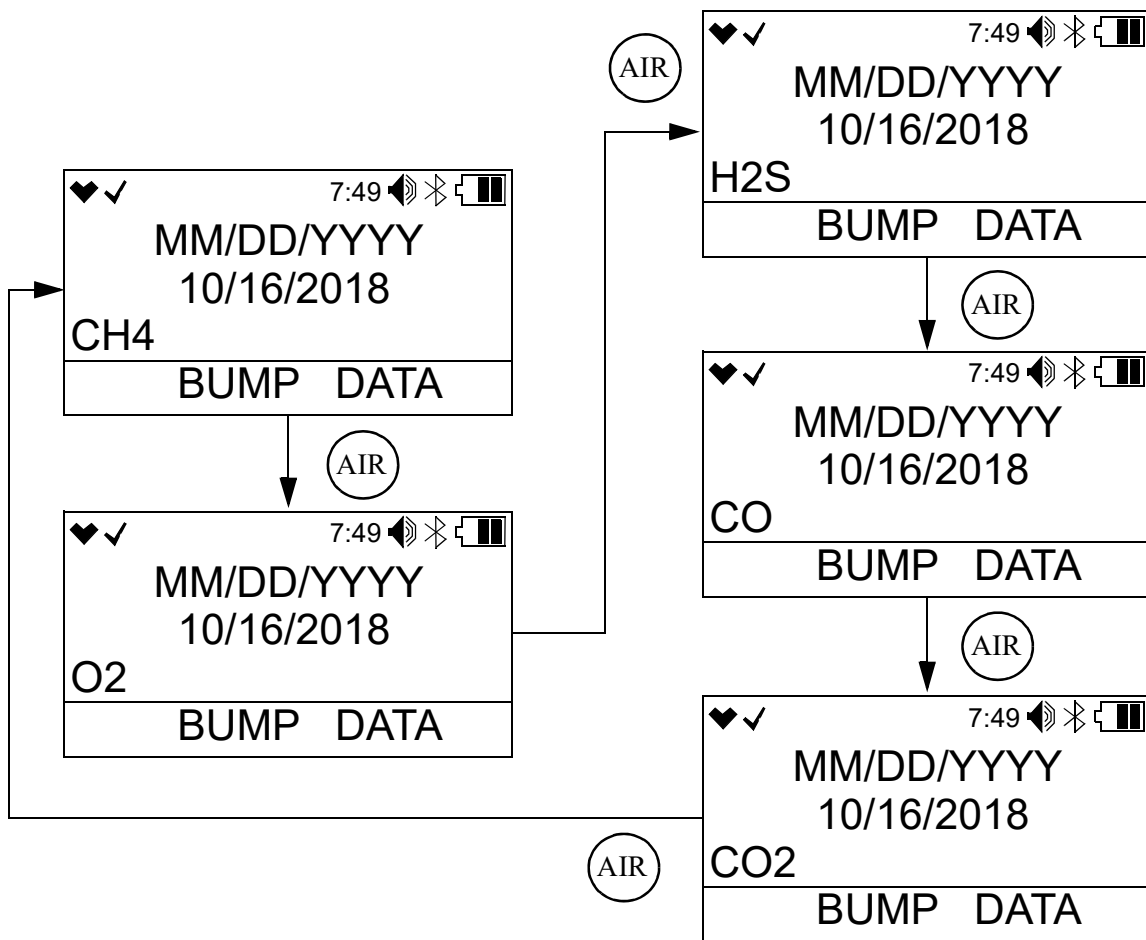 7:49
MM/DD/YYYY
10/16/2018
CH4
BUMP DATA
AIR
7:49
MM/DD/YYYY
10/16/2018
O2
BUMP DATA
AIR
7:49
MM/DD/YYYY
10/16/2018
H2S
BUMP DATA
AIR
7:49
MM/DD/YYYY
10/16/2018
CO
BUMP DATA
AIR
7:49
MM/DD/YYYY
10/16/2018
CO2
BUMP DATA
AIR